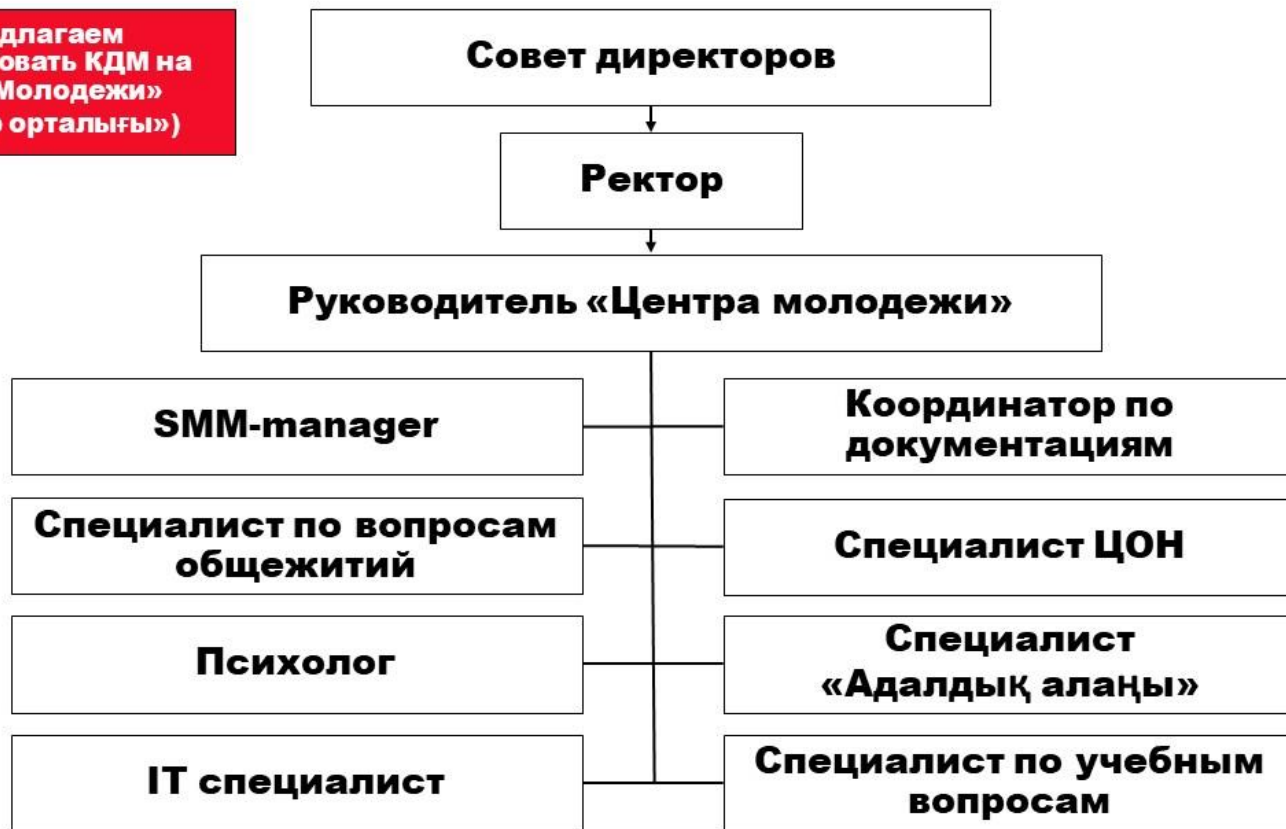 длагаем
овать КДМ на
Молодежи»
орталығы»)
Совет директоров
Ректор
Руководитель «Центра молодежи»
SMM-manager
Координатор по
документациям
Специалист по вопросам
общежитий
Специалист ЦОН
Психолог
Специалист
«Адалдық алаңы»
IT специалист
Специалист по учебным
вопросам